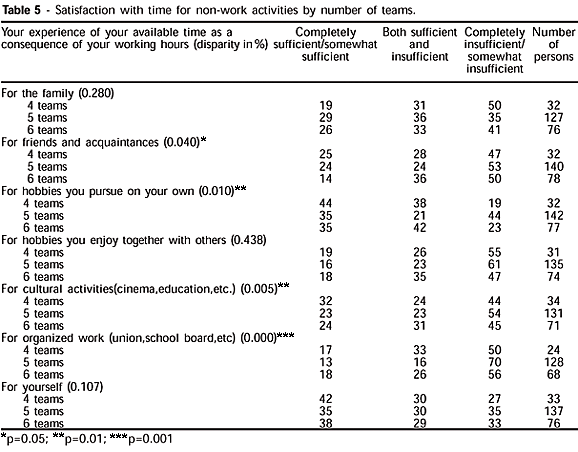 Table 5 - Satisfaction with time for non-work activities by number of teams.
Your experience of your available time as a consequence of your working hours (disparity in %) Completely sufficient/somewhat sufficient Both sufficient and insufficient Completely insufficient/ somewhat insufficient Number of persons
For the family (0.280)
4 teams 19 31 50 32
5 teams 29 36 35 127
6 teams 26 33 41 76
For friends and acquaintances (0.040)*
4 teams 25 28 47 32
5 teams 24 24 53 140
6 teams 14 36 50 78
For hobbies you pursue on your own (0.010)**
4 teams 44 38 19 32
5 teams 35 21 44 142
6 teams 35 42 23 77
For hobbies you enjoy together with others (0.438)
4 teams 19 26 55 31
5 teams 16 23 61 135
6 teams 18 35 47 74
For cultural activities(cinema,education,etc.) (0.005)**
4 teams 32 24 44 34
5 teams 23 23 54 131
6 teams 24 31 45 71
For organized work (union,school board,etc) (0.000)***
4 teams 17 33 50 24
5 teams 13 16 70 128
6 teams 18 26 56 68
For yourself (0.107)
4 teams 42 30 27 33
5 teams 35 30 35 137
6 teams 38 29 33 76
*p=0.05; **p=0.01; ***p=0.001